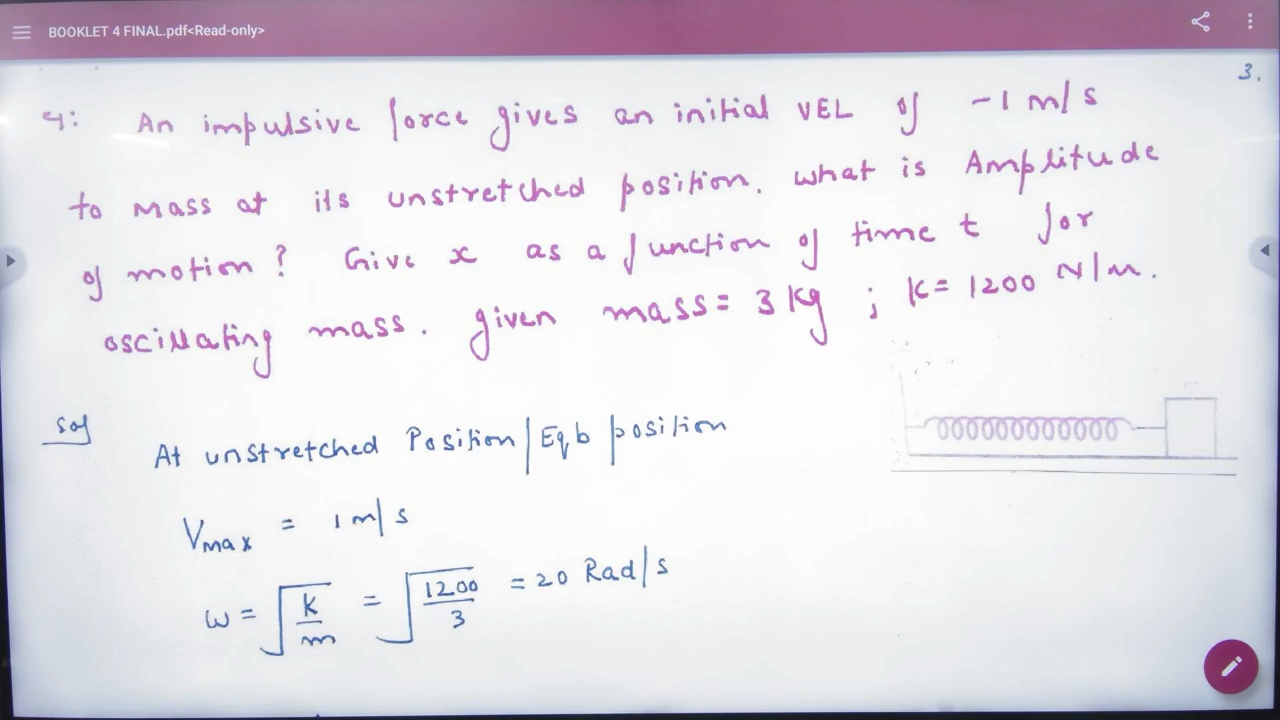 BOOKLET 4 FINAL.pdf<Read-only>
3.
4: An impulsive force gives an initial VEL of -1 m/s
to mass at its unstretched position. what is Amplitude
of motion? Give x as a function of time t for
oscillating mass. given mass = 3 kg ; K = 1200 N/m.
Sol
At unstretched Position/Eqb position
Vmax = 1 m/s
ω = √(k/m) = √(1200/3) = 20 Rad/s